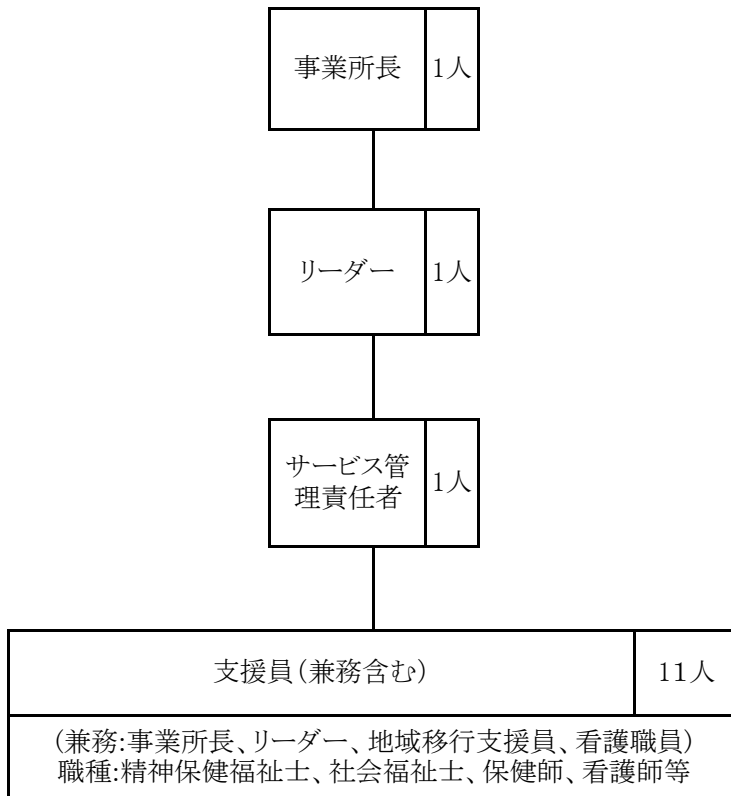 事業所長 1人
リーダー 1人
サービス管
理責任者 1人
支援員(兼務含む) 11人
(兼務:事業所長、リーダー、地域移行支援員、看護職員)
職種:精神保健福祉士、社会福祉士、保健師、看護師等